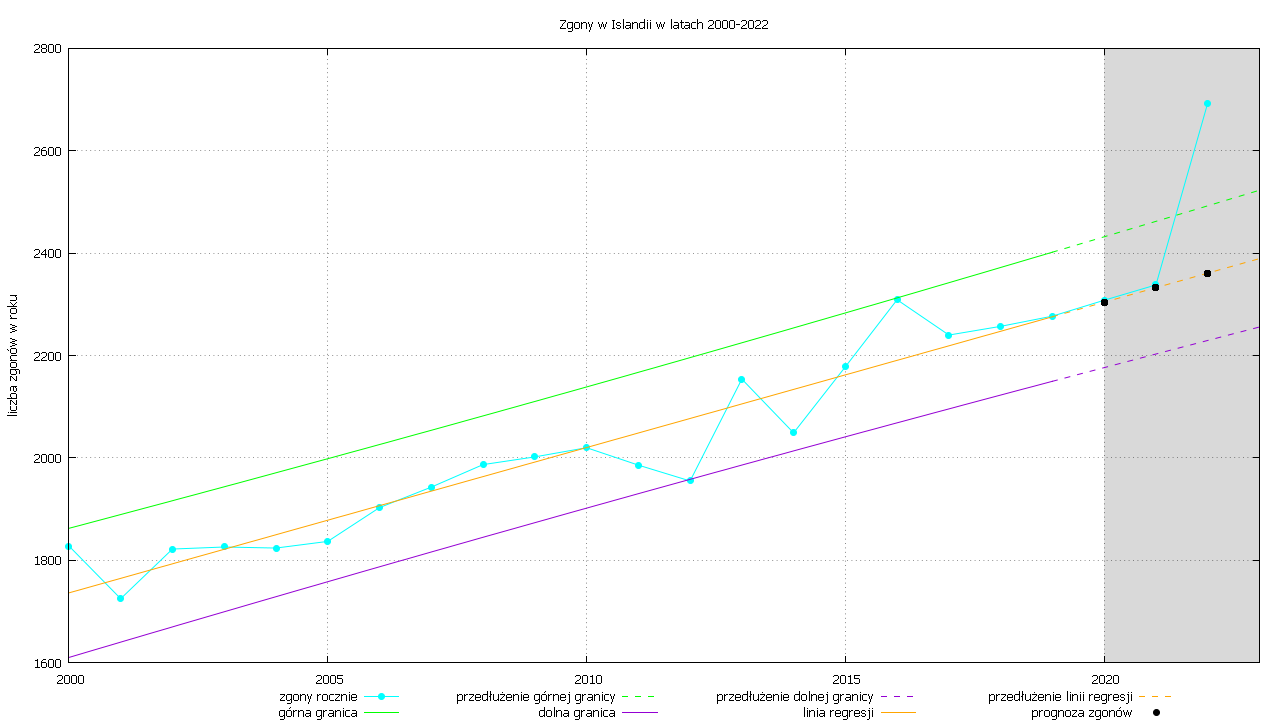 Zgony w Islandii w latach 2000-2022
liczba zgonów w roku
2800
2600
2400
2200
2000
1800
1600
2000 2005 2010 2015 2020
zgony rocznie przedłużenie górnej granicy przedłużenie dolnej granicy przedłużenie linii regresji
górna granica dolna granica linia regresji prognoza zgonów